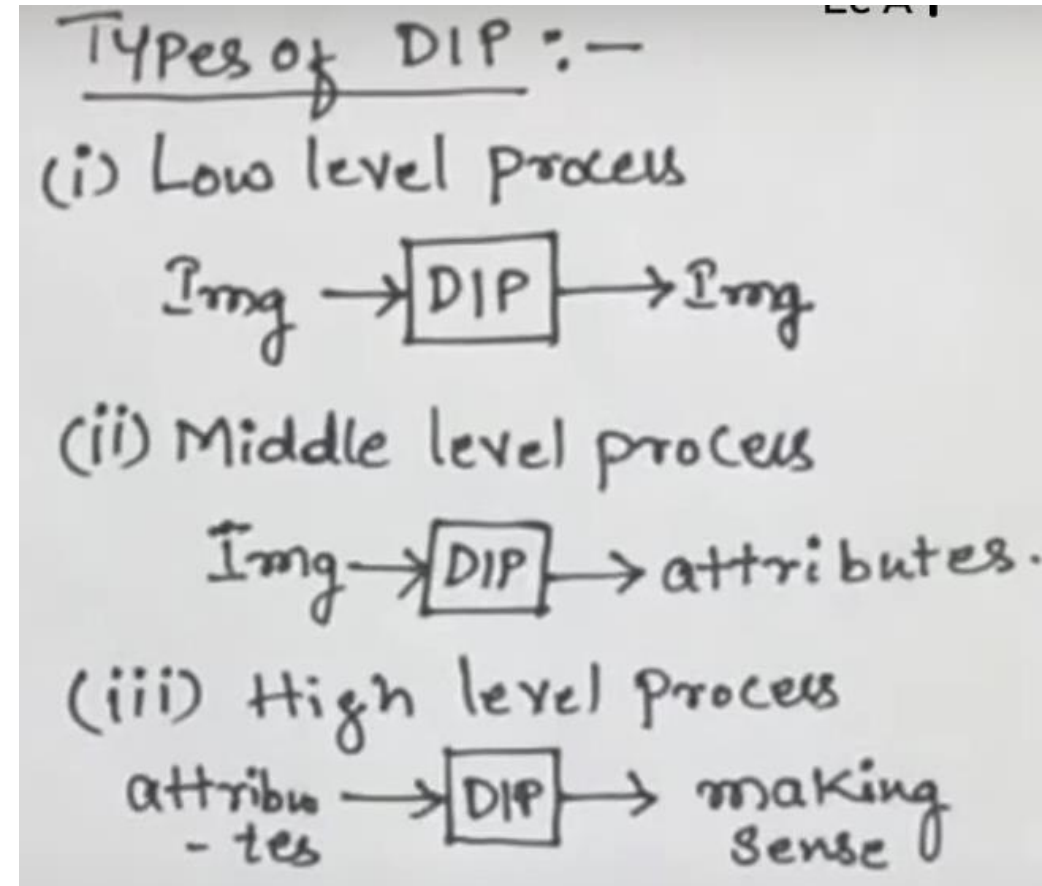 Types of DIP :-
(i) Low level process
Img → DIP → Img
(ii) Middle level process
Img → DIP → attributes.
(iii) High level process
attribu → DIP → making
- tes sense